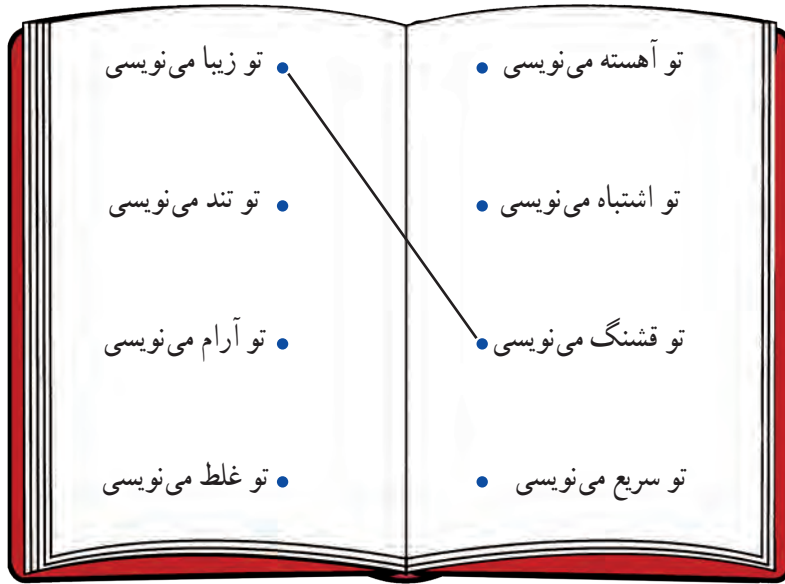 تو آهسته می‌نویسی
تو زیبا می‌نویسی
تو اشتباه می‌نویسی
تو تند می‌نویسی
تو قشنگ می‌نویسی
تو آرام می‌نویسی
تو سریع می‌نویسی
تو غلط می‌نویسی